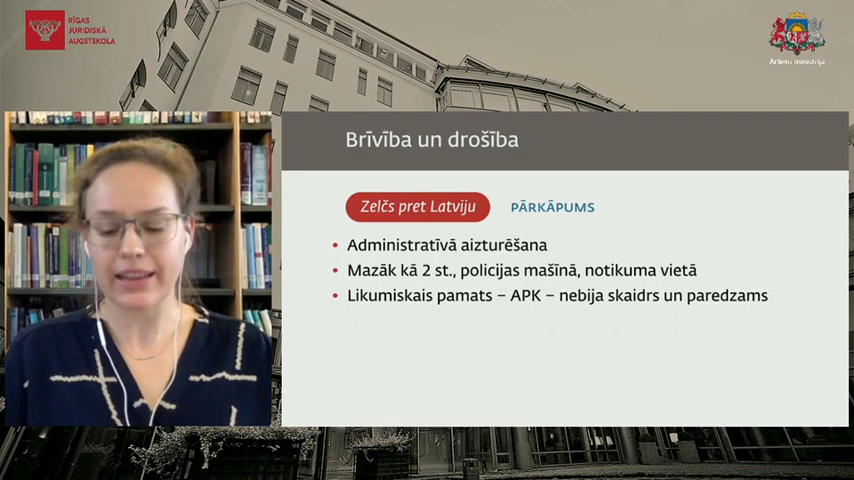 RĪGAS
JURIDISKĀ
AUGSTSKOLA
Ārlietu ministrija
Brīvība un drošība
Zelčs pret Latviju PĀRKĀPUMS
• Administratīvā aizturēšana
• Mazāk kā 2 st., policijas mašīnā, notikuma vietā
• Likumiskais pamats – APK – nebija skaidrs un paredzams